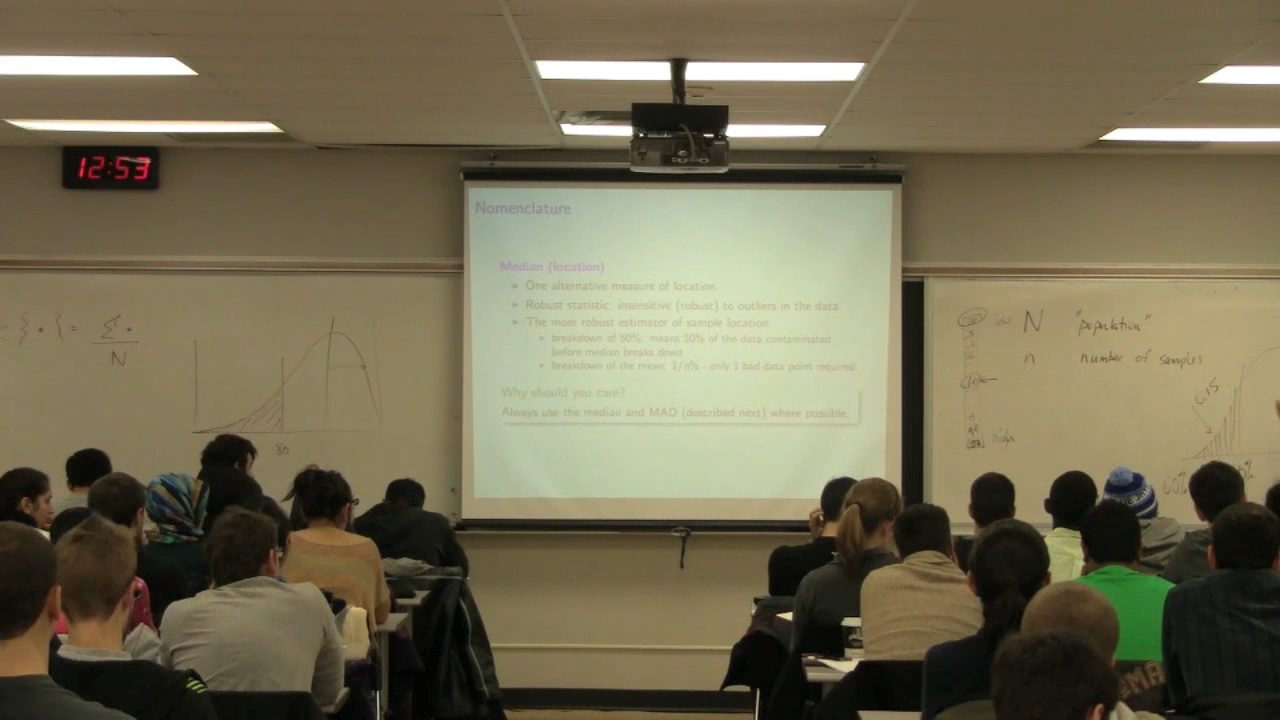 12:53
Nomenclature
Median (location)
One alternative measure of location
Robust statistic: insensitive (robust) to outliers in the data
The most robust estimator of sample location
breakdown of 50%: means 50% of the data contaminated
before median breaks down
breakdown of the mean: 1/n% - only 1 bad data point required
Why should you care?
Always use the median and MAD (described next) where possible.
N
80
N "population"
n number of samples
high
60%